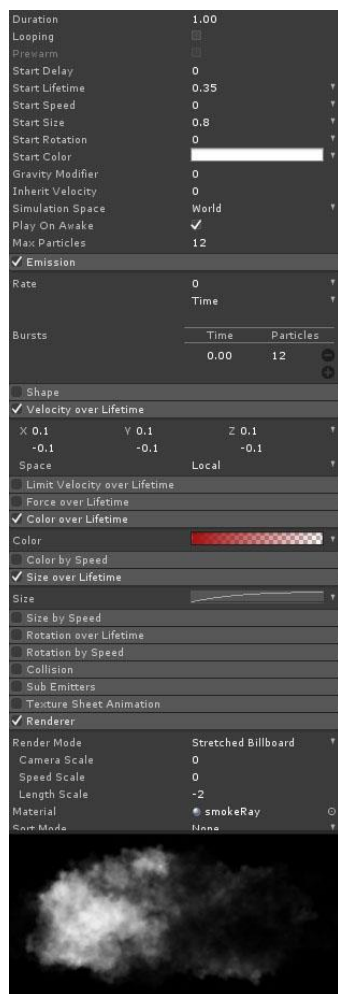 Duration 1.00
Looping
Prewarm
Start Delay 0
Start Lifetime 0.35
Start Speed 0
Start Size 0.8
Start Rotation 0
Start Color
Gravity Modifier 0
Inherit Velocity 0
Simulation Space World
Play On Awake
Max Particles 12
Emission
Rate 0
Time
Bursts Time Particles
0.00 12
Shape
Velocity over Lifetime
X 0.1 Y 0.1 Z 0.1
-0.1 -0.1 -0.1
Space Local
Limit Velocity over Lifetime
Force over Lifetime
Color over Lifetime
Color
Color by Speed
Size over Lifetime
Size
Size by Speed
Rotation over Lifetime
Rotation by Speed
Collision
Sub Emitters
Texture Sheet Animation
Renderer
Render Mode Stretched Billboard
Camera Scale 0
Speed Scale 0
Length Scale -2
Material smokeRay
Sort Mode None